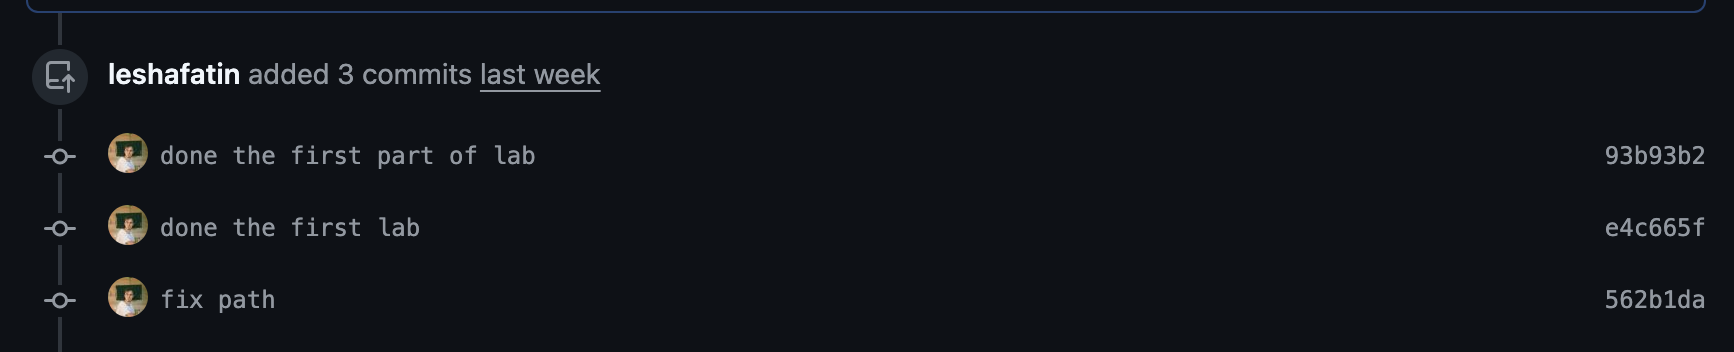 leshafatin added 3 commits last week
done the first part of lab 93b93b2
done the first lab e4c665f
fix path 562b1da